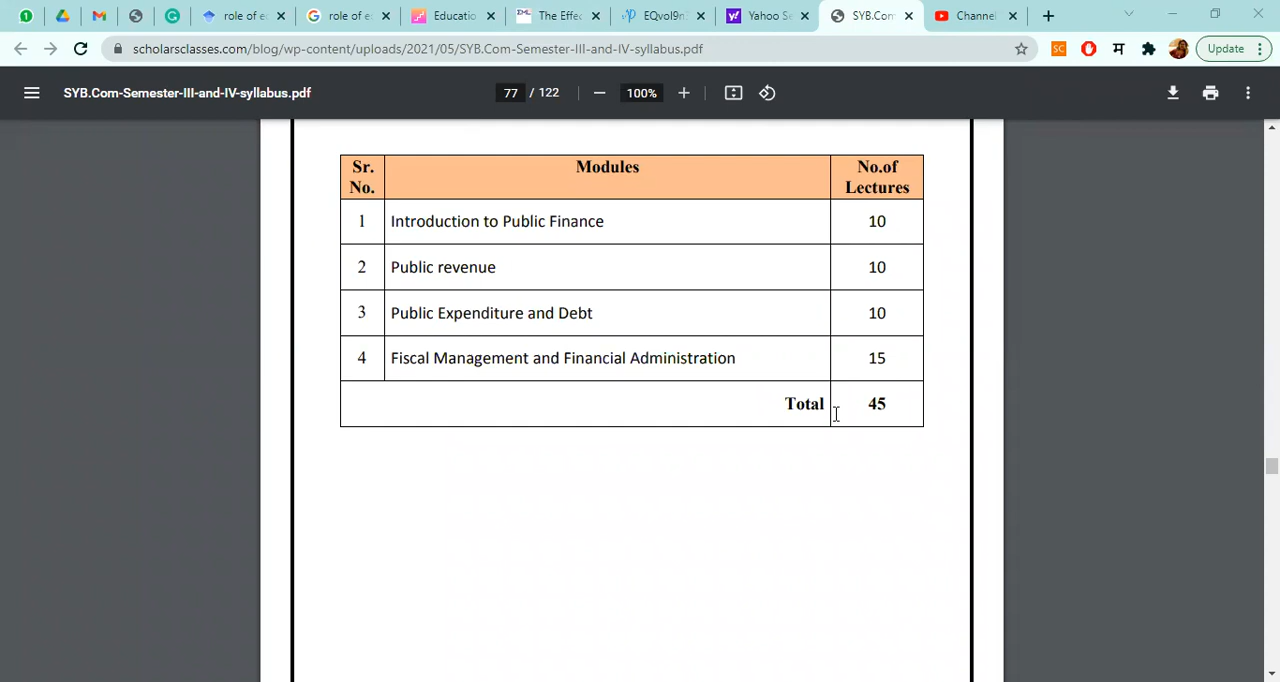 1
role of e
role of e
Educatio
The Effec
EQvol9n
Yahoo Se
SYB.Com
Channel
scholarsclasses.com/blog/wp-content/uploads/2021/05/SYB.Com-Semester-III-and-IV-syllabus.pdf
SC
म
Update
SYB.Com-Semester-III-and-IV-syllabus.pdf
77 / 122
100%
Sr. No. Modules No.of Lectures
1 Introduction to Public Finance 10
2 Public revenue 10
3 Public Expenditure and Debt 10
4 Fiscal Management and Financial Administration 15
Total 45